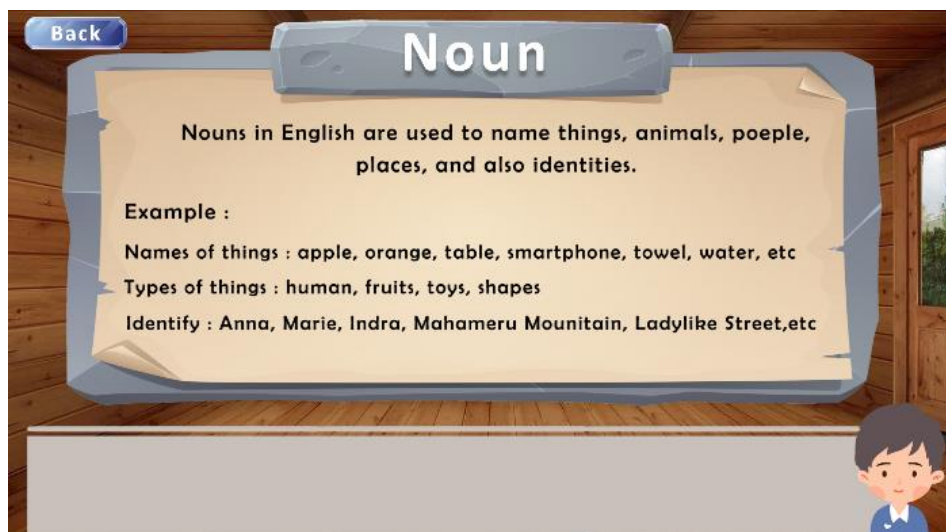 Back
Noun
Nouns in English are used to name things, animals, poeple,
places, and also identities.
Example :
Names of things : apple, orange, table, smartphone, towel, water, etc
Types of things : human, fruits, toys, shapes
Identify : Anna, Marie, Indra, Mahameru Mounitain, Ladylike Street,etc